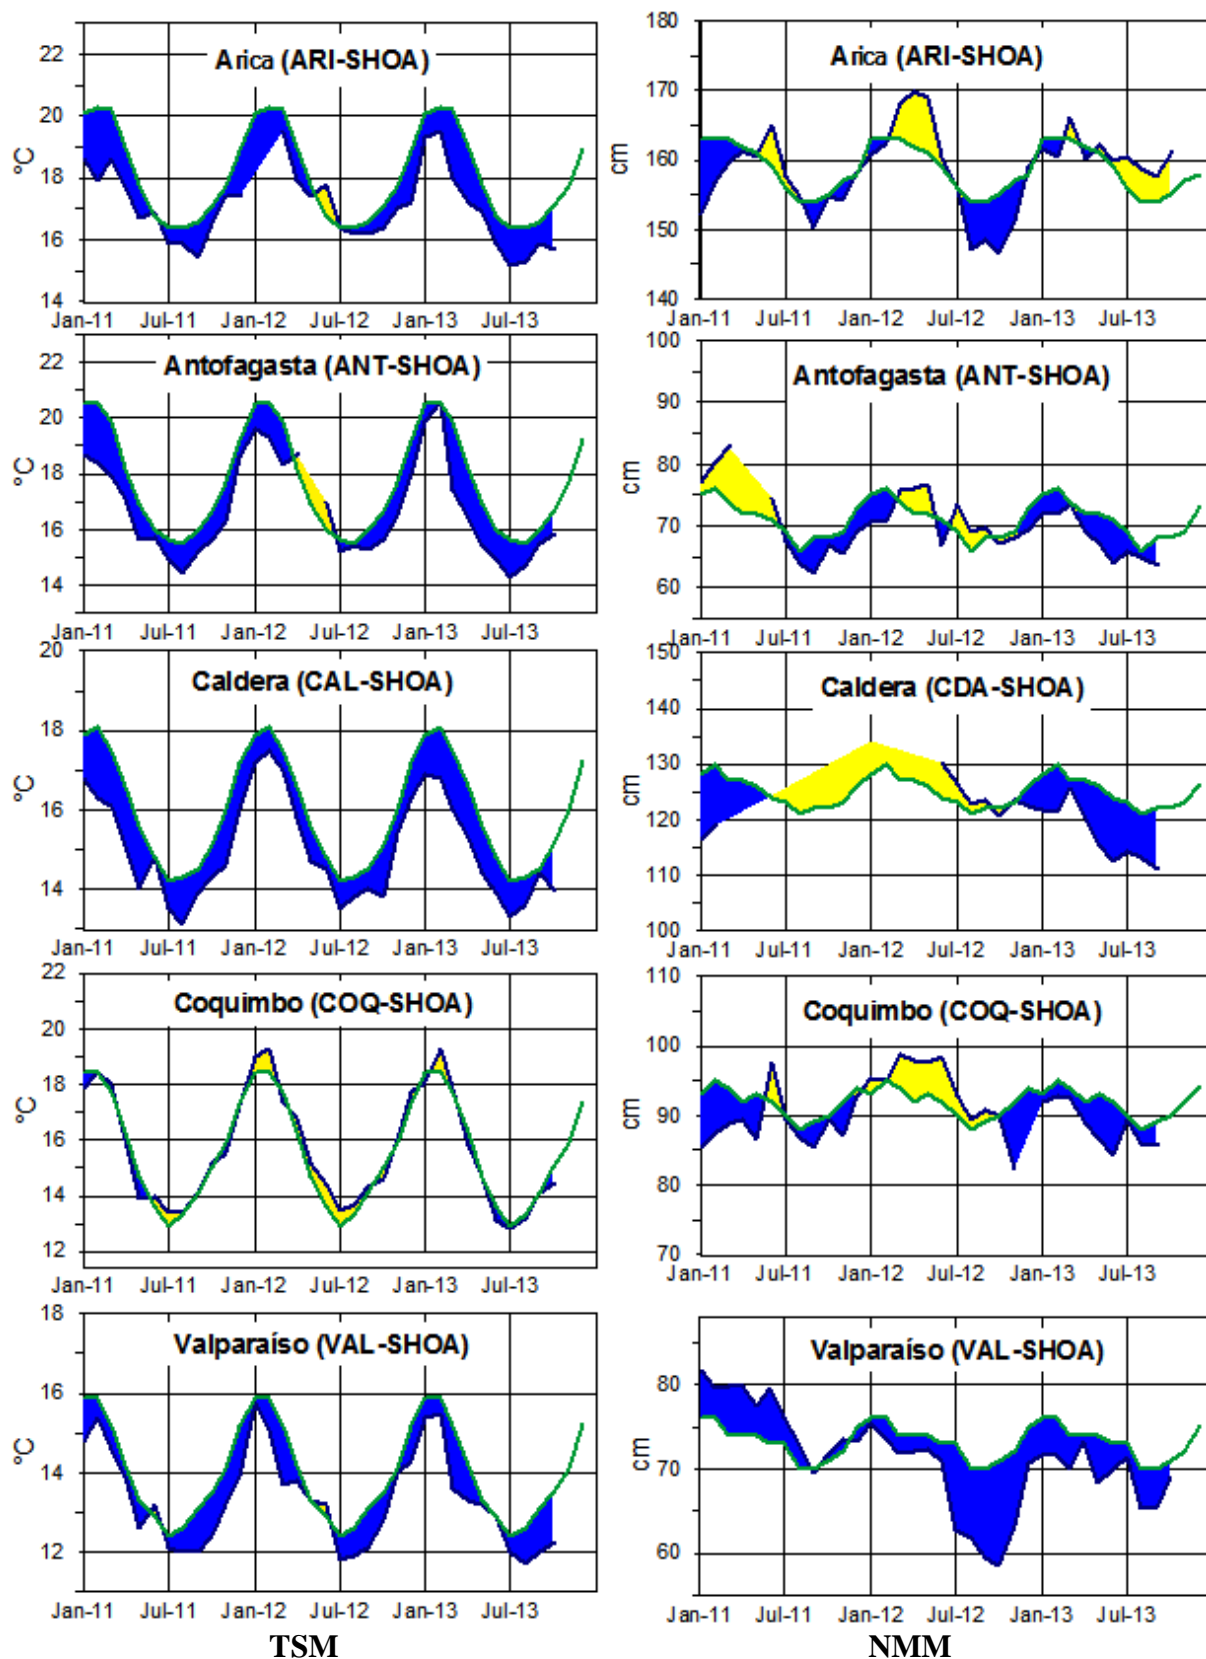 Arica (ARI-SHOA)
22
20
18
16
14
°C
Jan-11 Jul-11 Jan-12 Jul-12 Jan-13 Jul-13
Antofagasta (ANT-SHOA)
22
20
18
16
14
°C
Jan-11 Jul-11 Jan-12 Jul-12 Jan-13 Jul-13
Caldera (CAL-SHOA)
20
18
16
14
°C
Jan-11 Jul-11 Jan-12 Jul-12 Jan-13 Jul-13
Coquimbo (COQ-SHOA)
22
20
18
16
14
12
°C
Jan-11 Jul-11 Jan-12 Jul-12 Jan-13 Jul-13
Valparaíso (VAL-SHOA)
18
16
14
12
°C
Jan-11 Jul-11 Jan-12 Jul-12 Jan-13 Jul-13
TSM
Arica (ARI-SHOA)
180
170
160
150
140
cm
Jan-11 Jul-11 Jan-12 Jul-12 Jan-13 Jul-13
Antofagasta (ANT-SHOA)
100
90
80
70
60
cm
Jan-11 Jul-11 Jan-12 Jul-12 Jan-13 Jul-13
Caldera (CDA-SHOA)
150
140
130
120
110
100
cm
Jan-11 Jul-11 Jan-12 Jul-12 Jan-13 Jul-13
Coquimbo (COQ-SHOA)
110
100
90
80
70
cm
Jan-11 Jul-11 Jan-12 Jul-12 Jan-13 Jul-13
Valparaíso (VAL-SHOA)
80
70
60
cm
Jan-11 Jul-11 Jan-12 Jul-12 Jan-13 Jul-13
NMM